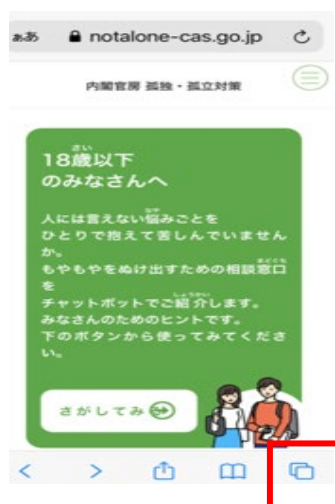 ぁあ notalone-cas.go.jp
内閣官房 孤独・孤立対策
18歳以下
のみなさんへ
人には言えない悩みごとを
ひとりで抱えて苦しんでいません
か。
もやもやをぬけ出すための相談窓口
を
チャットボットでご紹介します。
みなさんのためのヒントです。
下のボタンから使ってみてくださ
い。
さがしてみ